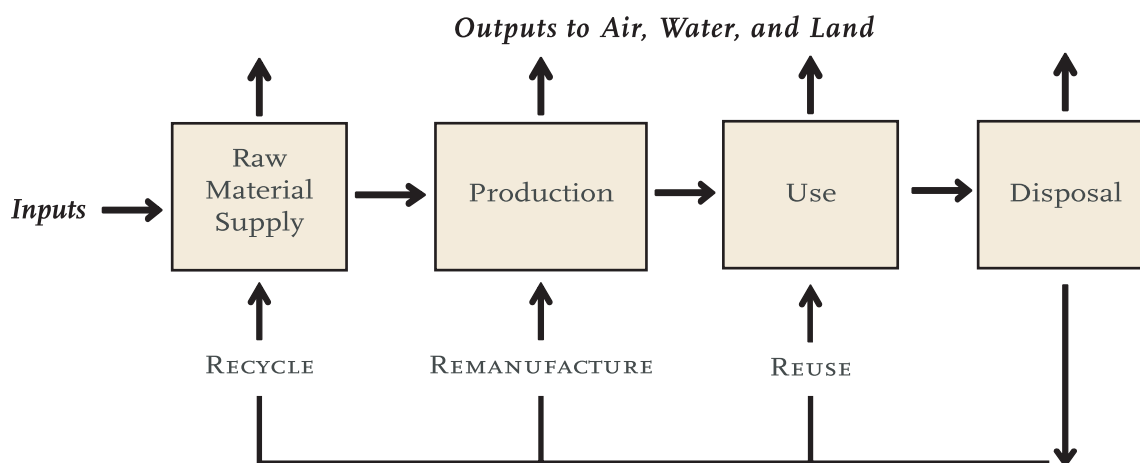 Outputs to Air, Water, and Land
Inputs
Raw
Material
Supply
Production
Use
Disposal
Recycle
Remanufacture
Reuse